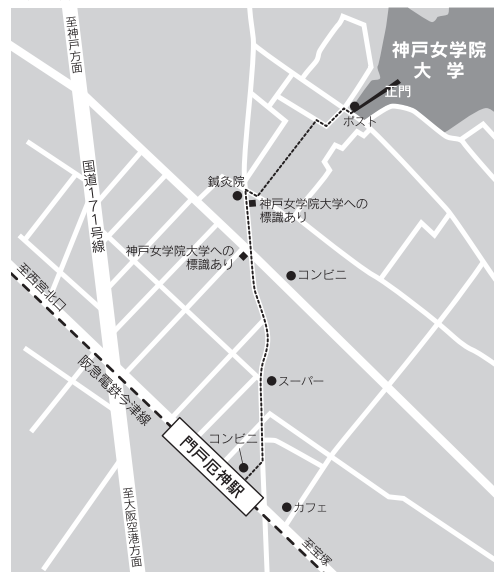 至神戸方面
神戸女学院
大 学
正門
ポスト
国道171号線
鍼灸院
神戸女学院大学への
標識あり
神戸女学院大学への
標識あり
コンビニ
至西宮北口
阪急電鉄今津線
スーパー
コンビニ
門戸厄神駅
カフェ
至大阪空港方面
至宝塚